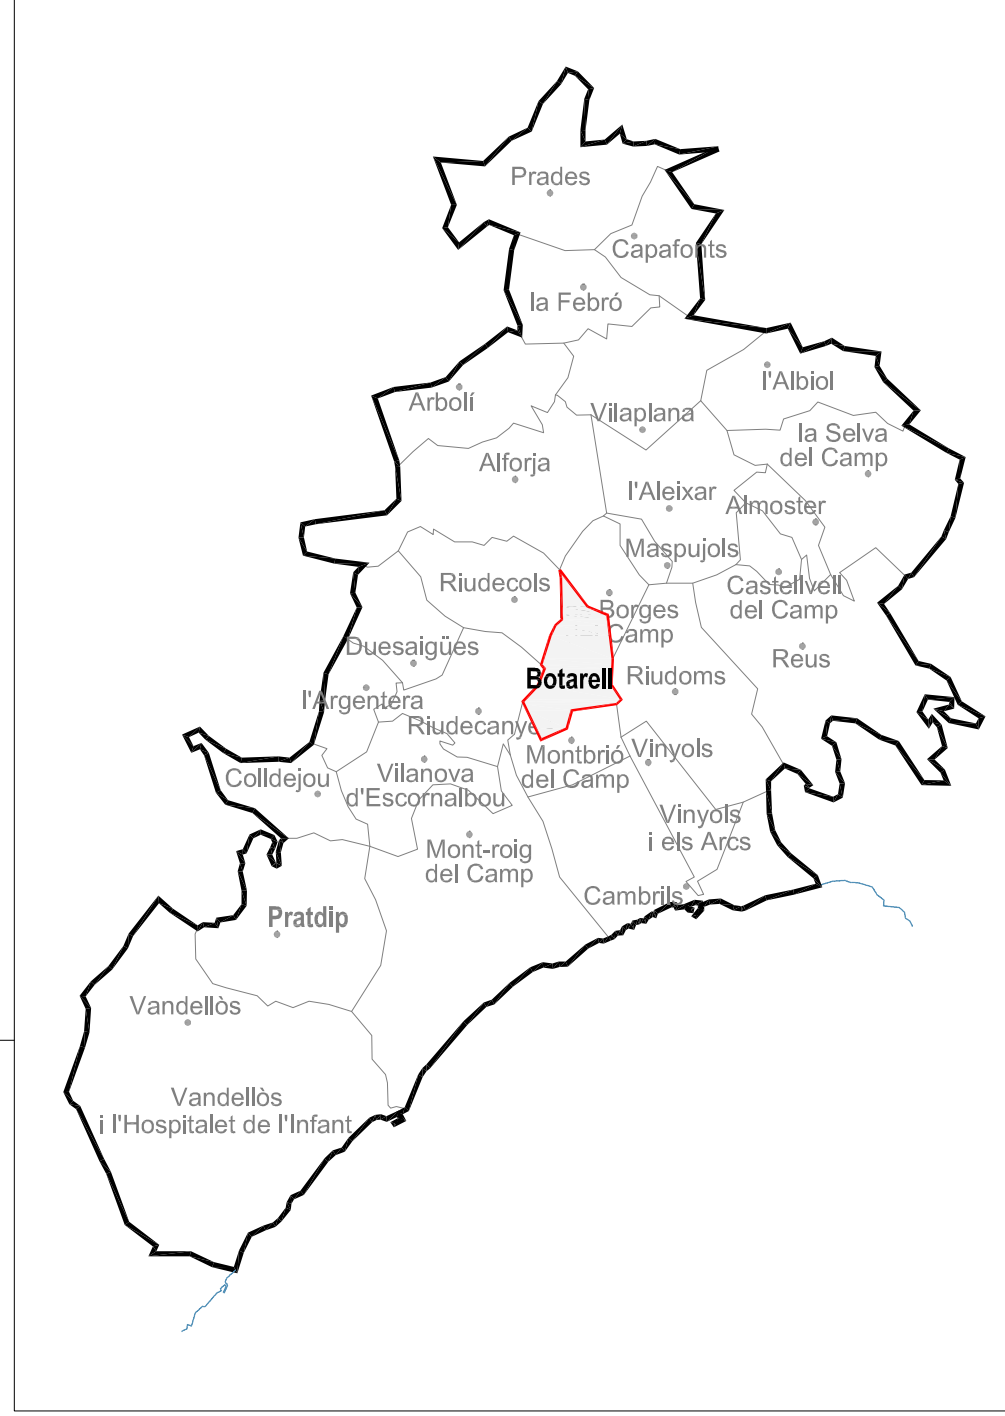 Prades
Capafonts
la Febró
l'Albiol
Arbolí
Vilaplana
la Selva
del Camp
Alforja
l'Aleixar
Almoster
Maspujols
Riudecols
Castellvell
del Camp
Borges
Camp
Duesaigües
Reus
Botarell
Riudoms
l'Argentera
Riudecanye
Montbrió
del Camp
Vinyols
Colldejou
Vilanova
d'Escornalbou
Vinyols
i els Arcs
Mont-roig
del Camp
Cambrils
Pratdip
Vandellòs
Vandellòs
i l'Hospitalet de l'Infant